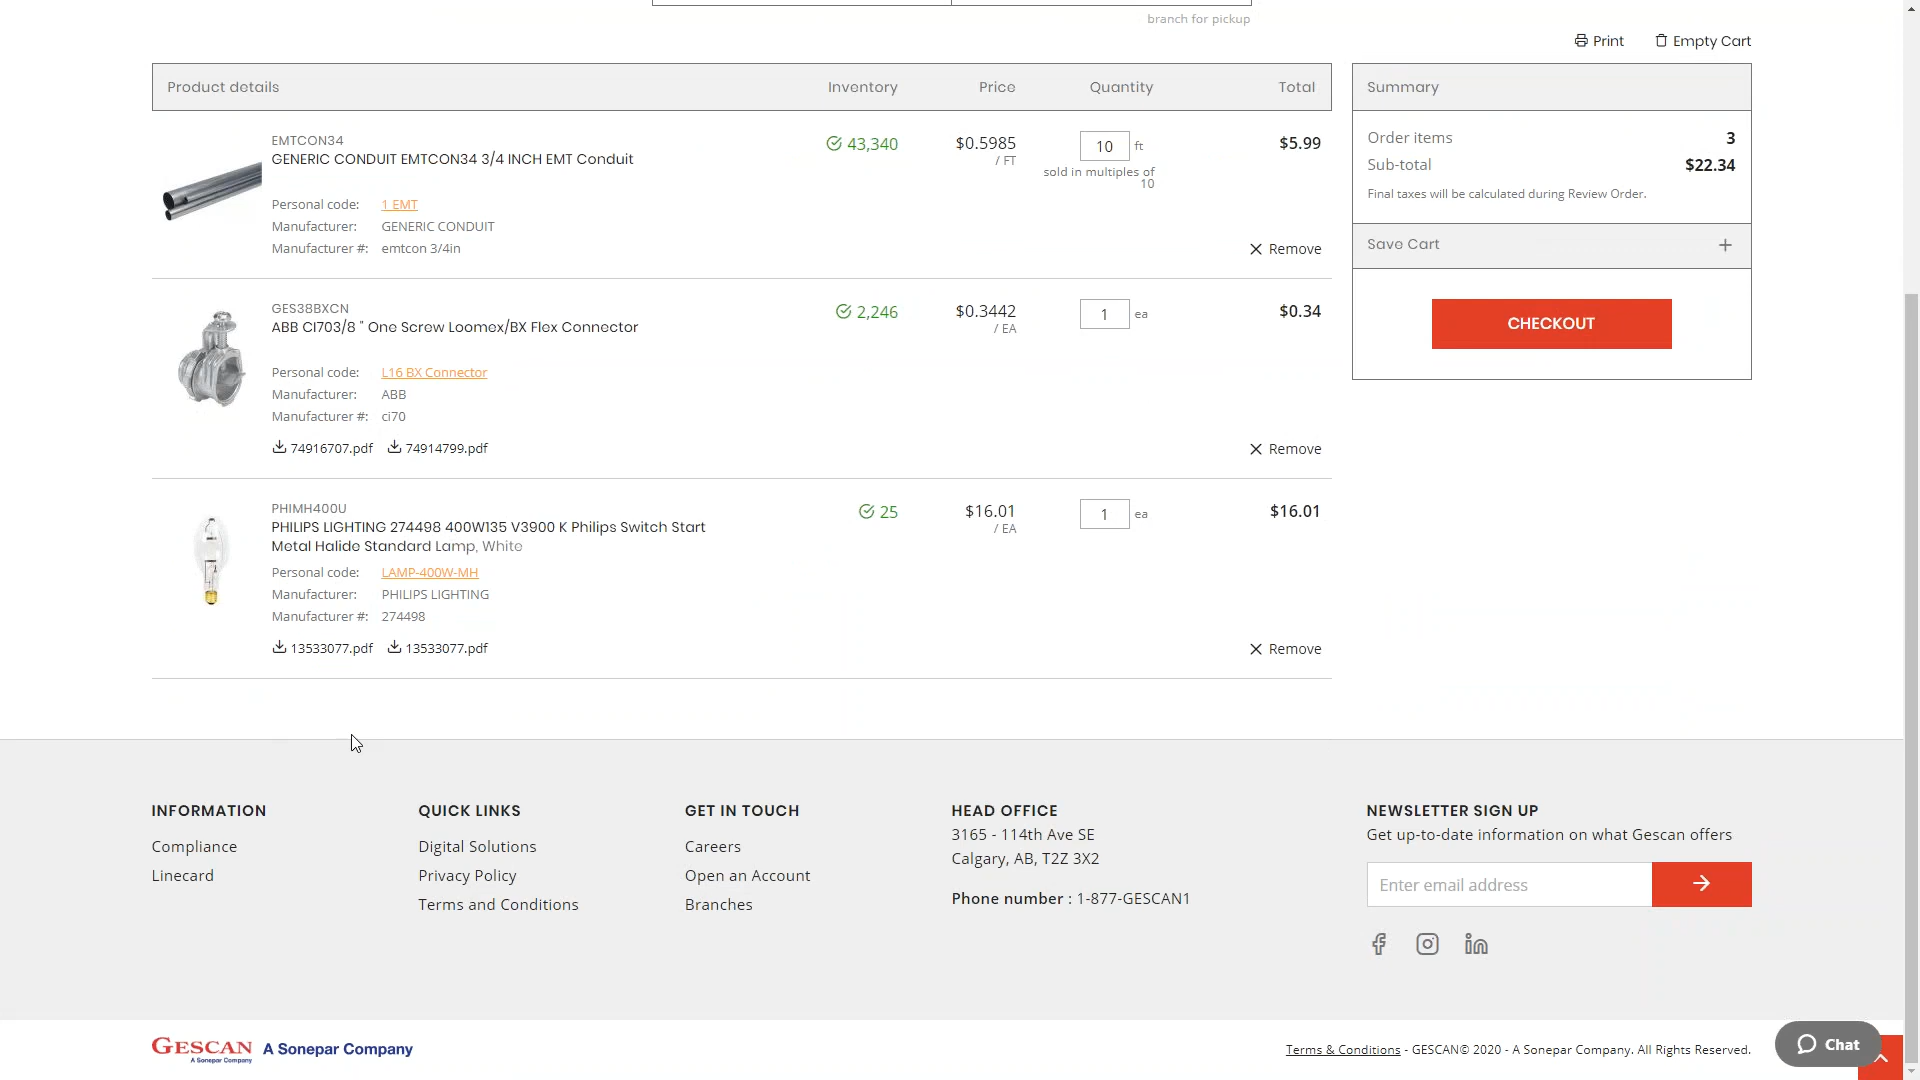 branch for pickup
Print
Empty Cart
Product details
Inventory
Price
Quantity
Total
Summary
EMTCON34
GENERIC CONDUIT EMTCON34 3/4 INCH EMT Conduit
43,340
$0.5985
/ FT
10
ft
sold in multiples of
10
$5.99
Personal code:
1 EMT
Manufacturer:
GENERIC CONDUIT
Manufacturer #:
emtcon 3/4in
Remove
Order items
3
Sub-total
$22.34
Final taxes will be calculated during Review Order.
Save Cart
CHECKOUT
GES38BXCN
ABB CI703/8 " One Screw Loomex/BX Flex Connector
2,246
$0.3442
/ EA
1
ea
$0.34
Personal code:
L16 BX Connector
Manufacturer:
ABB
Manufacturer #:
ci70
74916707.pdf
74914799.pdf
Remove
PHIMH400U
PHILIPS LIGHTING 274498 400W135 V3900 K Philips Switch Start
Metal Halide Standard Lamp, White
25
$16.01
/ EA
1
ea
$16.01
Personal code:
LAMP-400W-MH
Manufacturer:
PHILIPS LIGHTING
Manufacturer #:
274498
13533077.pdf
13533077.pdf
Remove
INFORMATION
Compliance
Linecard
QUICK LINKS
Digital Solutions
Privacy Policy
Terms and Conditions
GET IN TOUCH
Careers
Open an Account
Branches
HEAD OFFICE
3165 - 114th Ave SE
Calgary, AB, T2Z 3X2
Phone number : 1-877-GESCAN1
NEWSLETTER SIGN UP
Get up-to-date information on what Gescan offers
Enter email address
GESCAN
A Sonepar Company
A Sonepar Company
Terms & Conditions - GESCAN© 2020 - A Sonepar Company. All Rights Reserved.
Chat